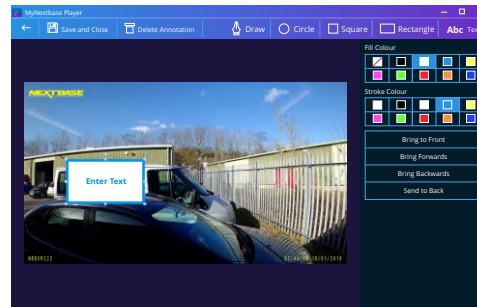 MyNextbase Player
Save and Close
Delete Annotation
Draw
Circle
Square
Rectangle
Abc
Fill Colour
Stroke Colour
Bring to Front
Bring Forwards
Bring Backwards
Send to Back
NEXTBASE
Enter Text